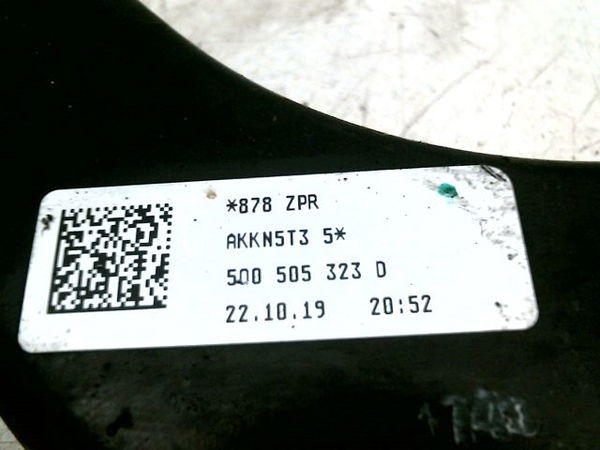 *878 ZPR
AKKN5T3 5*
5Q0 505 323 D
22.10.19 20:52